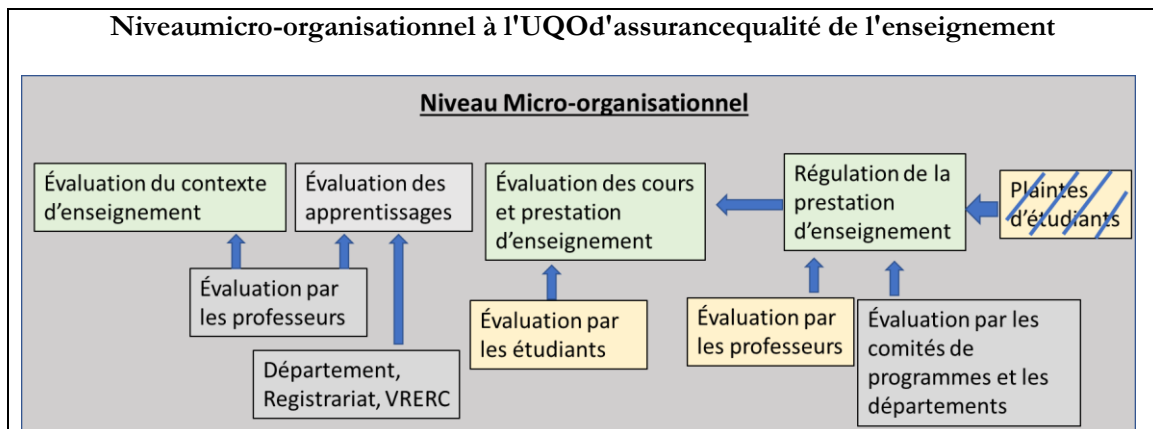 Niveaumicro-organisationnel à l'UQOd'assurancequalité de l'enseignement
Niveau Micro-organisationnel
Évaluation du contexte
d’enseignement
Évaluation des
apprentissages
Évaluation des cours
et prestation
d’enseignement
Régulation de la
prestation
d’enseignement
Plaintes
d’étudiants
Évaluation par
les professeurs
Département,
Registrariat, VRERC
Évaluation par
les étudiants
Évaluation par
les professeurs
Évaluation par les
comités de
programmes et les
départements